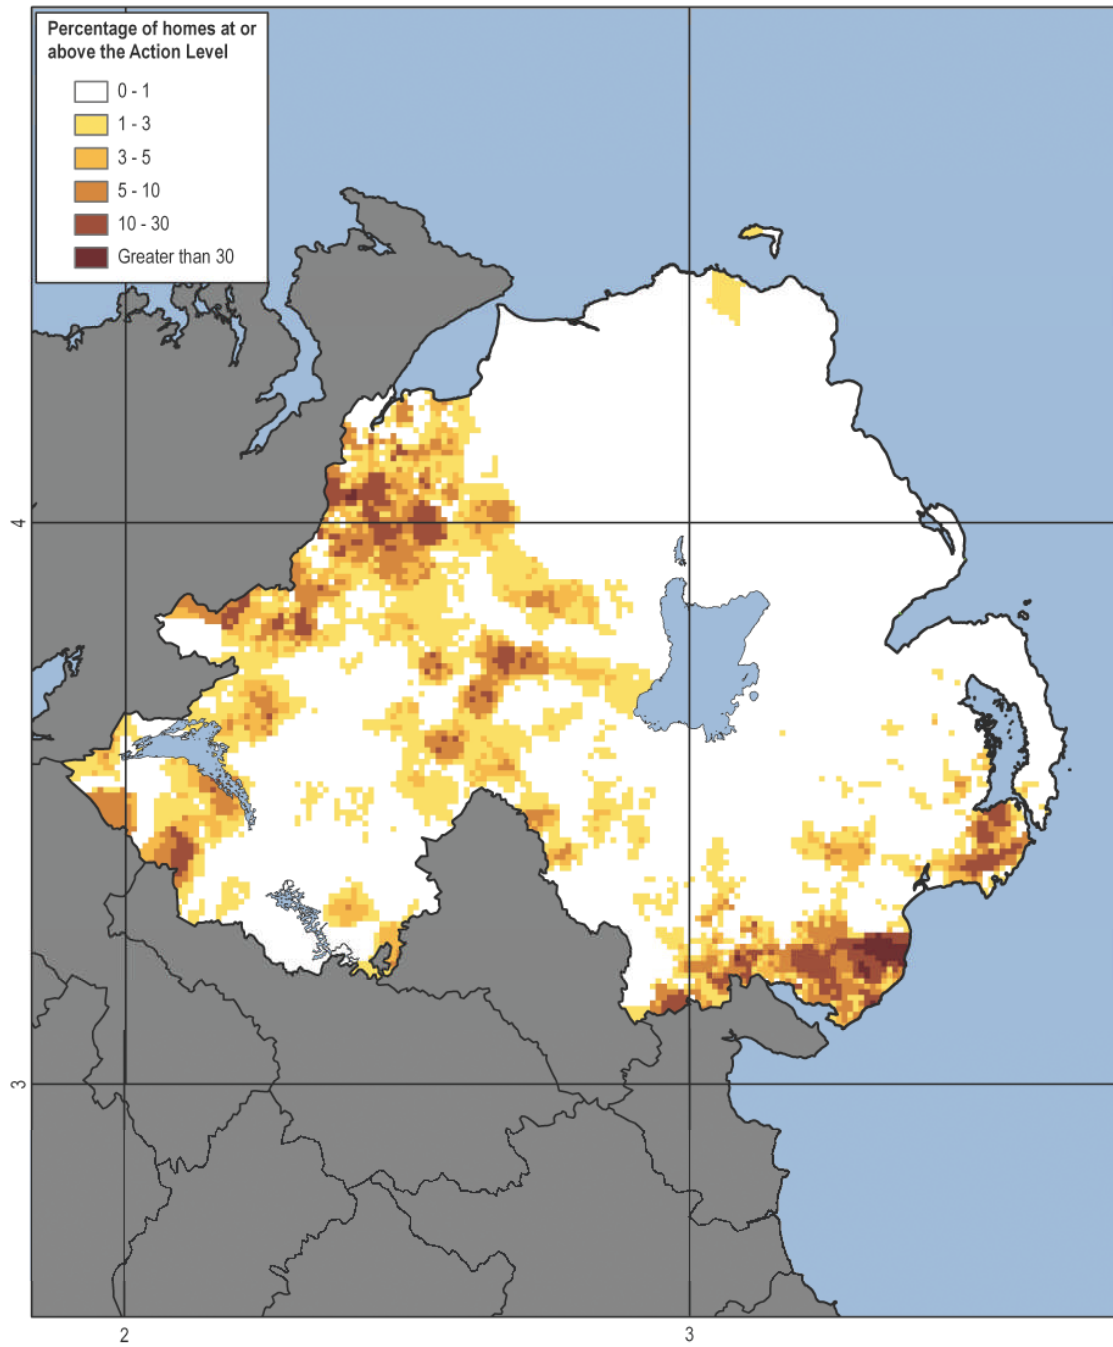 Percentage of homes at or
above the Action Level
0 - 1
1 - 3
3 - 5
5 - 10
10 - 30
Greater than 30
4
3
2
3